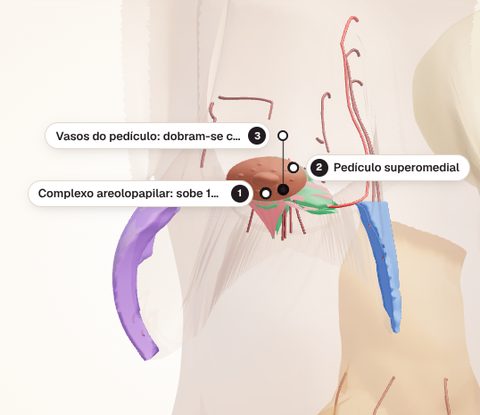 Vasos do pedículo: dobram-se c... 3
2 Pedículo superomedial
Complexo areolopapilar: sobe 1... 1